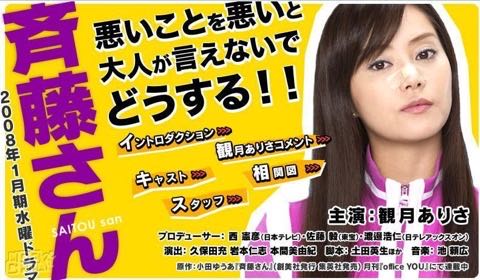 斉藤さん
SAITOU san
2008年1月期水曜ドラマ
悪いことを悪いと
大人が言えないで
どうする!!
イントロダクション>>>
観月ありさコメント>>>
キャスト>>>
相関図>>>
スタッフ>>>
主演:観月ありさ
プロデューサー:西 憲彦(日本テレビ)・佐藤 毅(東宝)・渡邉浩仁(日テレアックスオン)
演出:久保田充 岩本仁志 本間美由紀 脚本:土田英生ほか 音楽:池 頼広
原作:小田ゆうあ『斉藤さん』(創美社発行 集英社発売) 月刊『office YOU』にて連載中